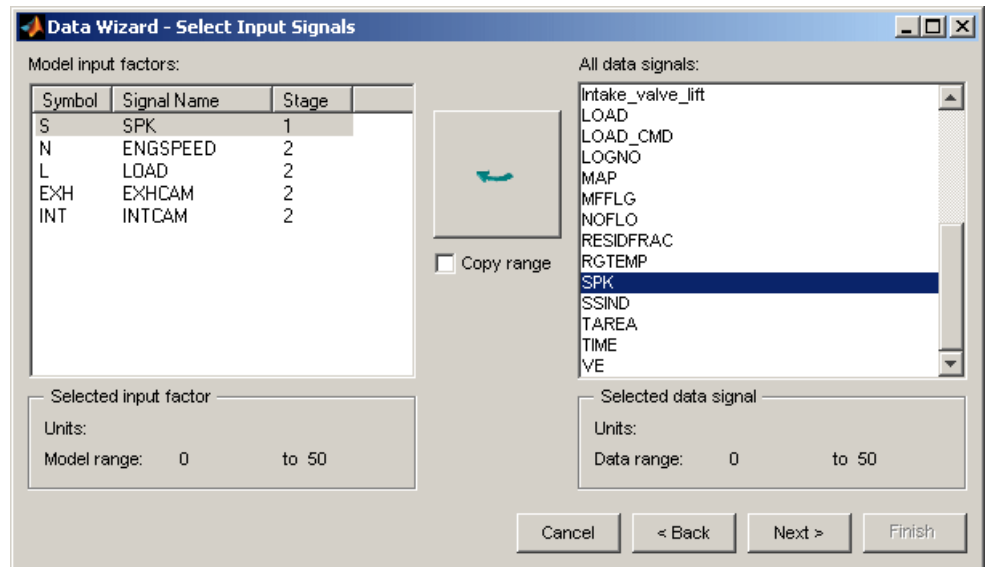 Data Wizard - Select Input Signals
Model input factors:
Symbol Signal Name Stage
S SPK 1
N ENGSPEED 2
L LOAD 2
EXH EXHCAM 2
INT INTCAM 2
Copy range
All data signals:
Intake_valve_lift
LOAD
LOAD_CMD
LOGNO
MAP
MFFLG
NOFLO
RESIDFRAC
RGTEMP
SPK
SSIND
TAREA
TIME
VE
Selected input factor
Units:
Model range: 0 to 50
Selected data signal
Units:
Data range: 0 to 50
Cancel < Back Next > Finish